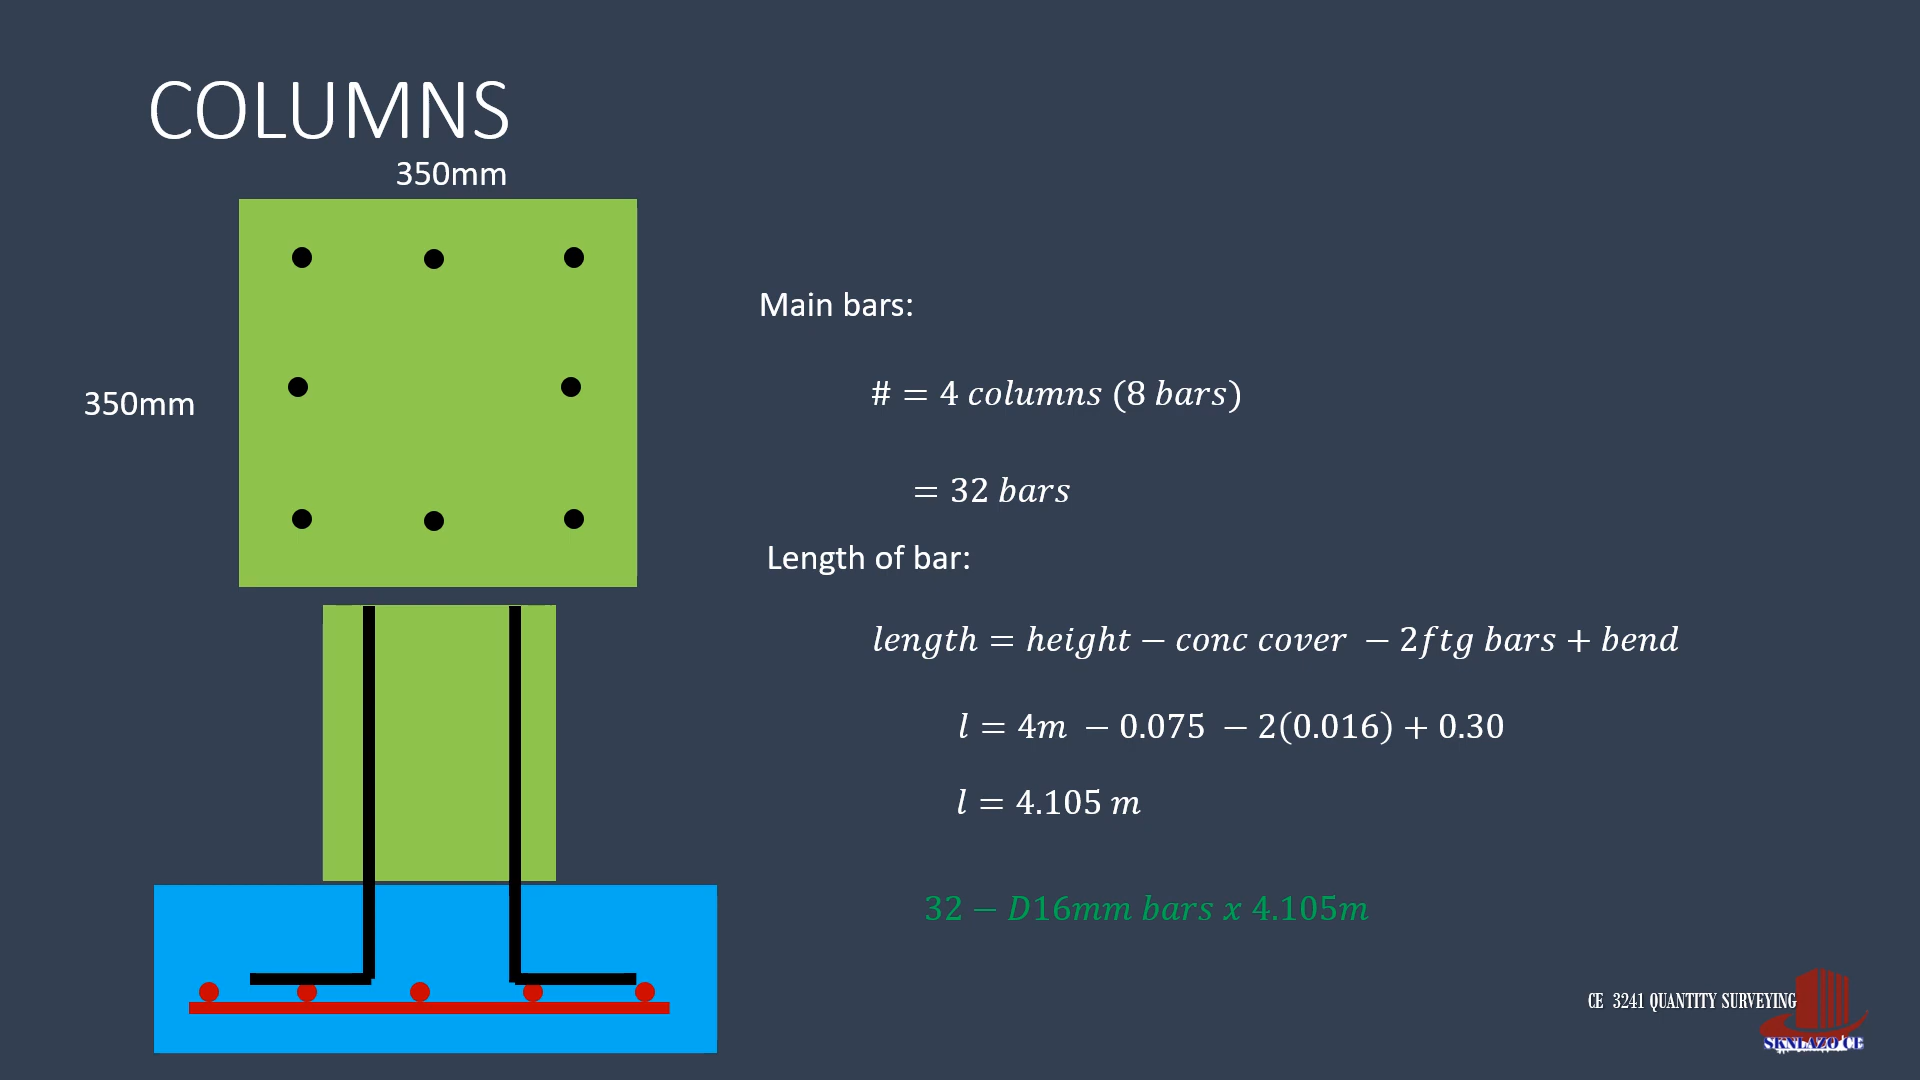 COLUMNS
350mm
350mm
Main bars:
# = 4 columns (8 bars)
= 32 bars
Length of bar:
length = height − conc cover − 2ftg bars + bend
l = 4m − 0.075 − 2(0.016) + 0.30
l = 4.105 m
32 − D16mm bars x 4.105m
CE 3241 QUANTITY SURVEYING